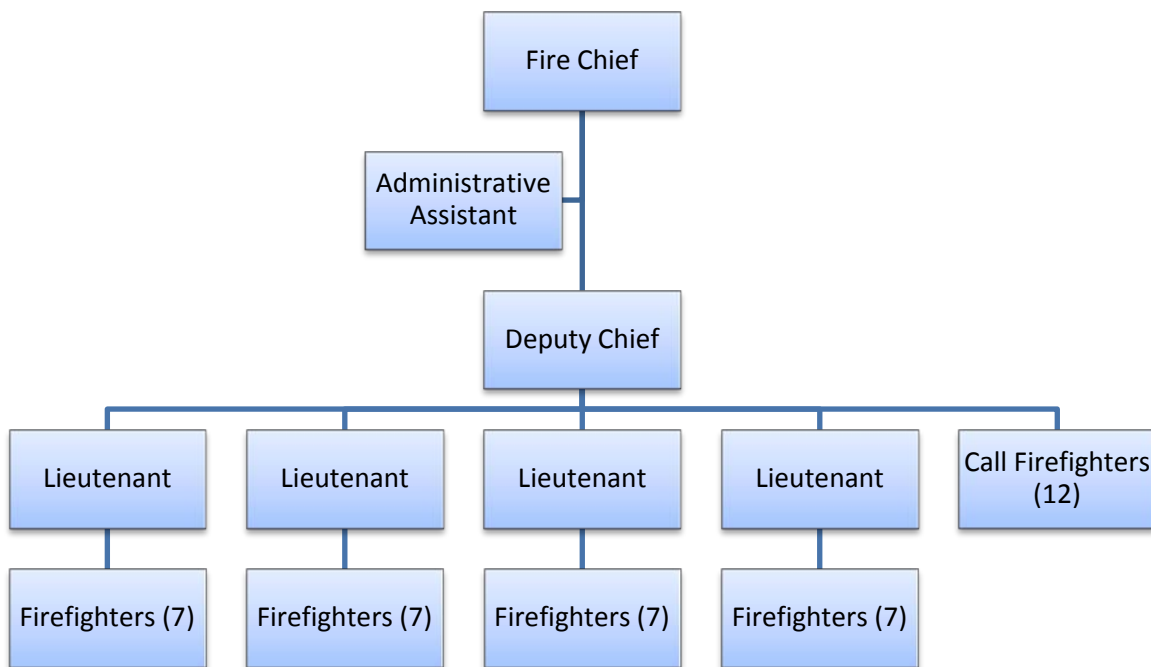 Fire Chief
Administrative
Assistant
Deputy Chief
Lieutenant
Lieutenant
Lieutenant
Lieutenant
Call Firefighters
(12)
Firefighters (7)
Firefighters (7)
Firefighters (7)
Firefighters (7)